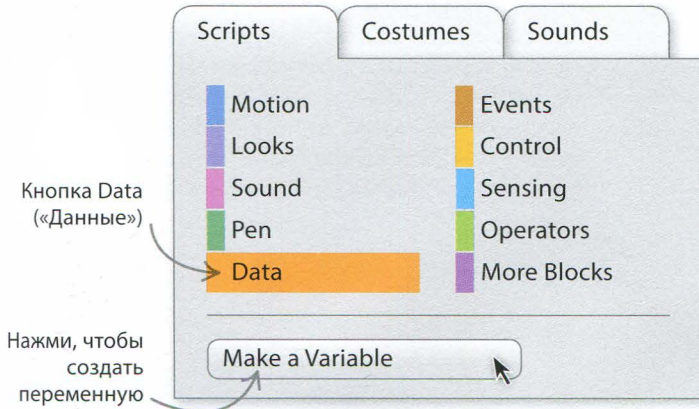 Scripts
Costumes
Sounds
Motion
Events
Looks
Control
Sound
Sensing
Pen
Operators
Data
More Blocks
Make a Variable
Кнопка Data
(«Данные»)
Нажми, чтобы
создать
переменную